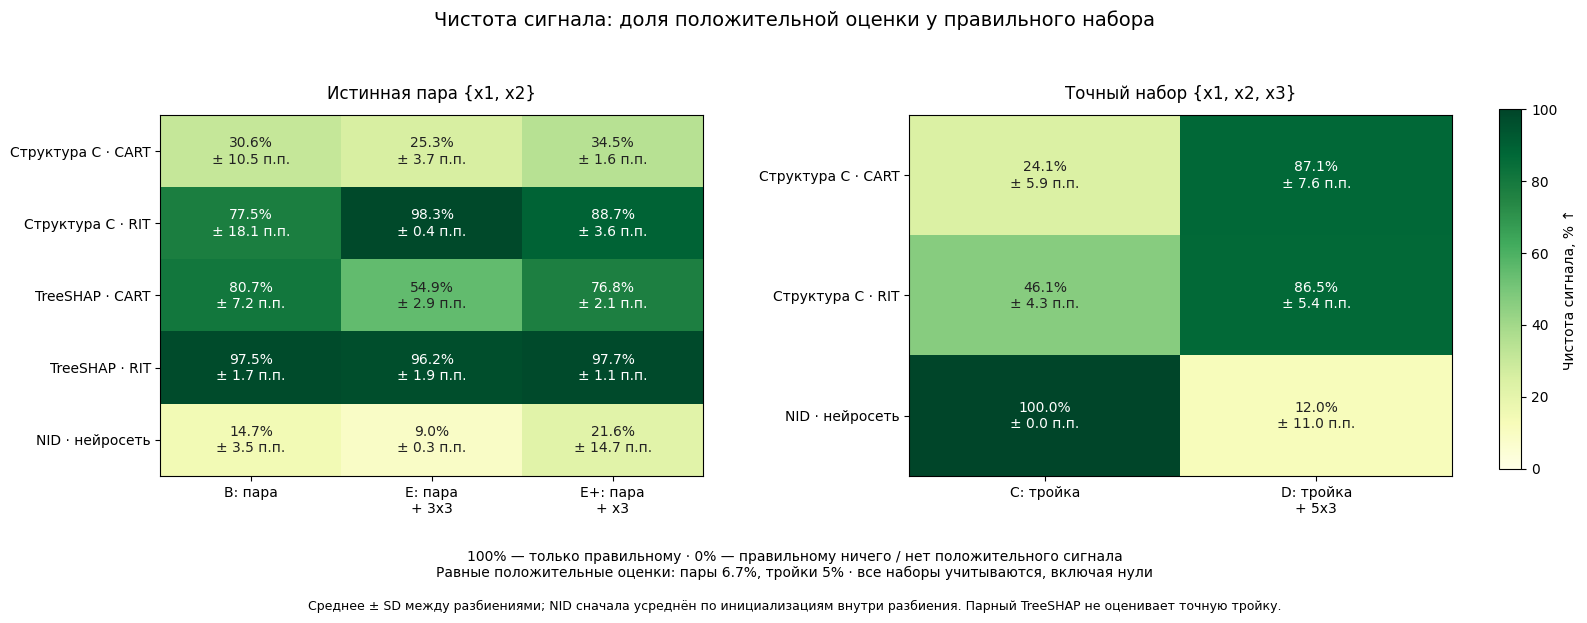 Чистота сигнала: доля положительной оценки у правильного набора
Истинная пара {x1, x2}
Структура C · CART
30.6%
± 10.5 п.п.
25.3%
± 3.7 п.п.
34.5%
± 1.6 п.п.
Структура C · RIT
77.5%
± 18.1 п.п.
98.3%
± 0.4 п.п.
88.7%
± 3.6 п.п.
TreeSHAP · CART
80.7%
± 7.2 п.п.
54.9%
± 2.9 п.п.
76.8%
± 2.1 п.п.
TreeSHAP · RIT
97.5%
± 1.7 п.п.
96.2%
± 1.9 п.п.
97.7%
± 1.1 п.п.
NID · нейросеть
14.7%
± 3.5 п.п.
9.0%
± 0.3 п.п.
21.6%
± 14.7 п.п.
B: пара
E: пара
+ 3x3
E+: пара
+ x3
Точный набор {x1, x2, x3}
Структура C · CART
24.1%
± 5.9 п.п.
87.1%
± 7.6 п.п.
Структура C · RIT
46.1%
± 4.3 п.п.
86.5%
± 5.4 п.п.
NID · нейросеть
100.0%
± 0.0 п.п.
12.0%
± 11.0 п.п.
C: тройка
D: тройка
+ 5x3
100
80
60
40
20
0
Чистота сигнала, % ↑
100% — только правильному · 0% — правильному ничего / нет положительного сигнала
Равные положительные оценки: пары 6.7%, тройки 5% · все наборы учитываются, включая нули
Среднее ± SD между разбиениями; NID сначала усреднён по инициализациям внутри разбиения. Парный TreeSHAP не оценивает точную тройку.